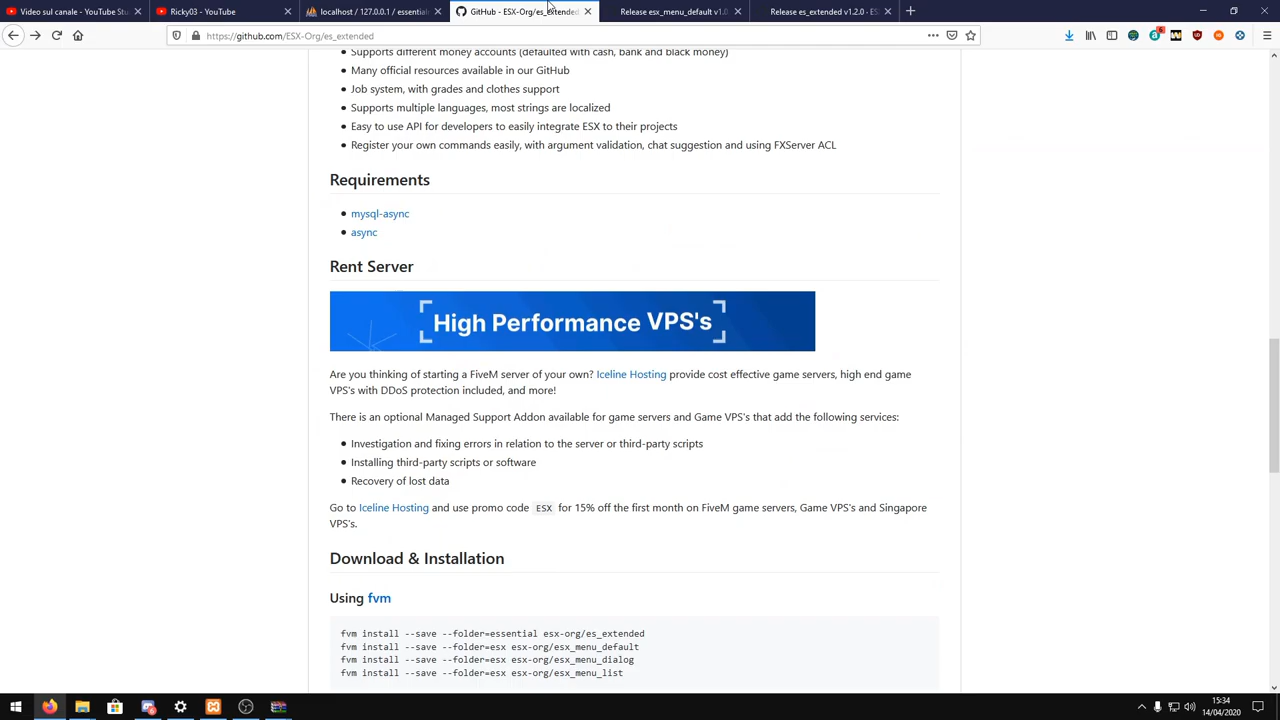 Video sul canale - YouTube Stu
Ricky03 - YouTube
localhost / 127.0.0.1 / essential
GitHub - ESX-Org/es_extended
Release esx_menu_default v1.0
Release es_extended v1.2.0 · ES
https://github.com/ESX-Org/es_extended
Supports different money accounts (defaulted with cash, bank and black money)
Many official resources available in our GitHub
Job system, with grades and clothes support
Supports multiple languages, most strings are localized
Easy to use API for developers to easily integrate ESX to their projects
Register your own commands easily, with argument validation, chat suggestion and using FXServer ACL
Requirements
mysql-async
async
Rent Server
High Performance VPS's
Are you thinking of starting a FiveM server of your own? Iceline Hosting provide cost effective game servers, high end game
VPS's with DDoS protection included, and more!
There is an optional Managed Support Addon available for game servers and Game VPS's that add the following services:
Investigation and fixing errors in relation to the server or third-party scripts
Installing third-party scripts or software
Recovery of lost data
Go to Iceline Hosting and use promo code ESX for 15% off the first month on FiveM game servers, Game VPS's and Singapore
VPS's.
Download & Installation
Using fvm
fvm install --save --folder=essential esx-org/es_extended
fvm install --save --folder=esx esx-org/esx_menu_default
fvm install --save --folder=esx esx-org/esx_menu_dialog
fvm install --save --folder=esx esx-org/esx_menu_list
15:34
14/04/2020